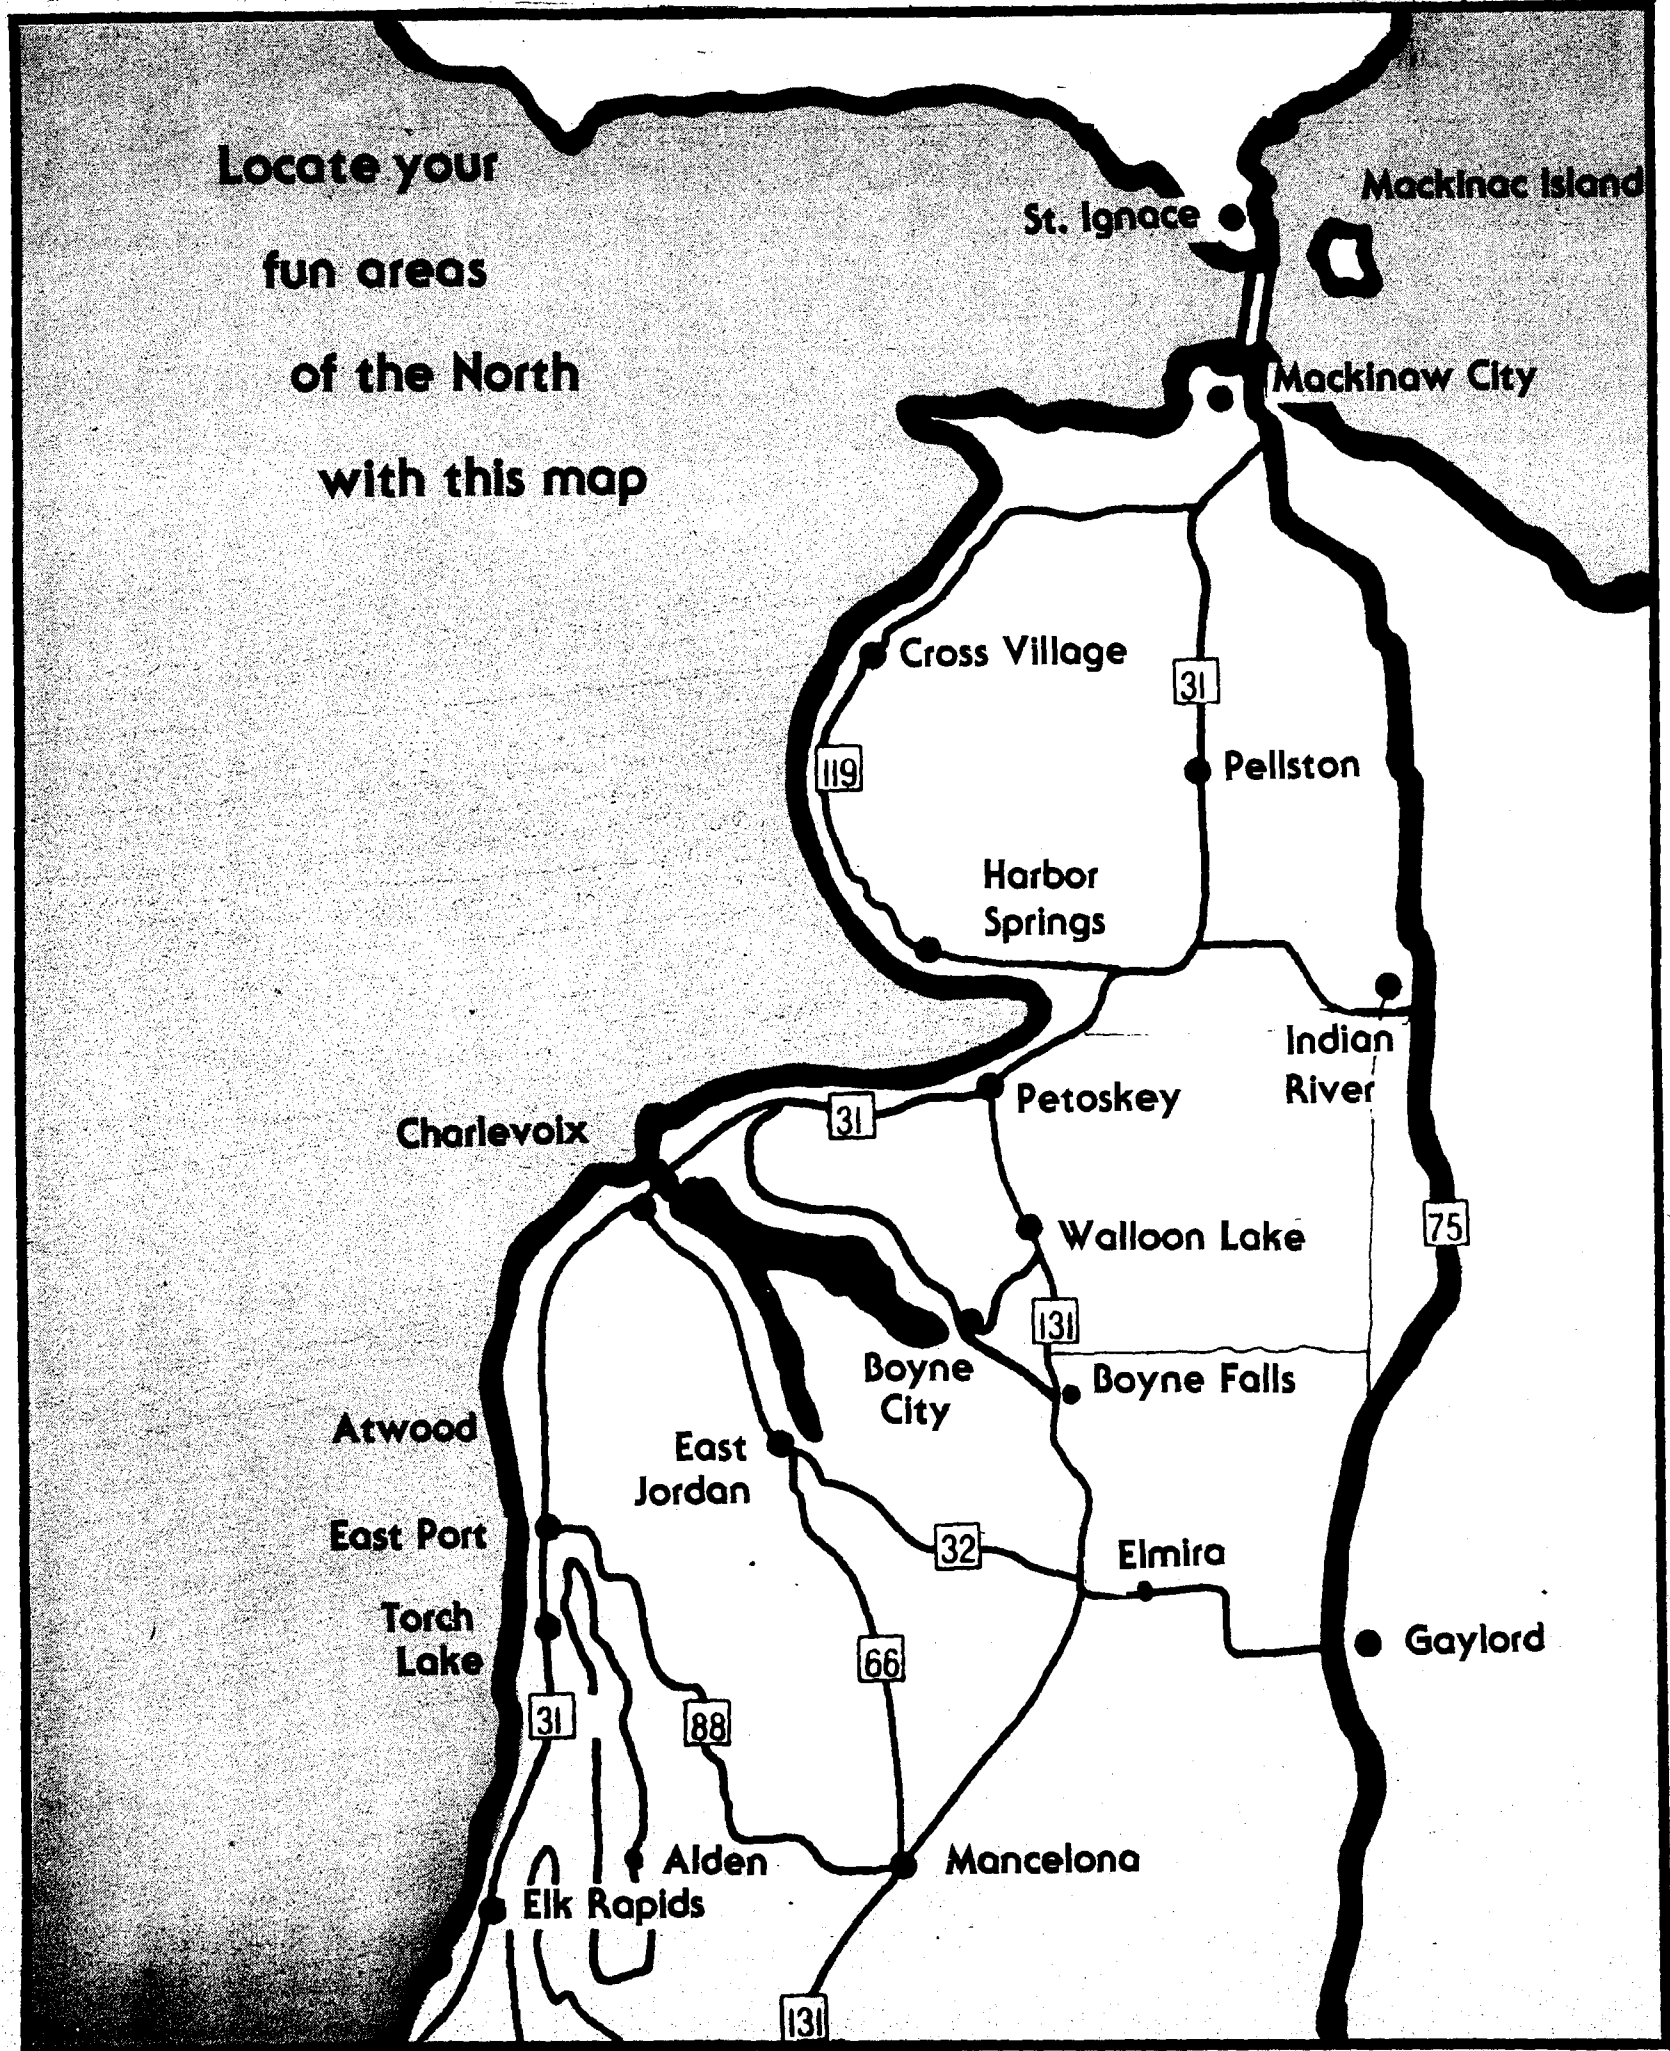 Locate your
fun areas
of the North
with this map
Mackinac Island
St. Ignace
Mackinaw City
Cross Village
31
119
Pellston
Harbor
Springs
Indian
River
Petoskey
31
Charlevoix
Walloon Lake
75
131
Boyne
City
Boyne Falls
Atwood
East
Jordan
East Port
32
Elmira
Torch
Lake
Gaylord
66
31
88
Alden
Mancelona
Elk Rapids
131